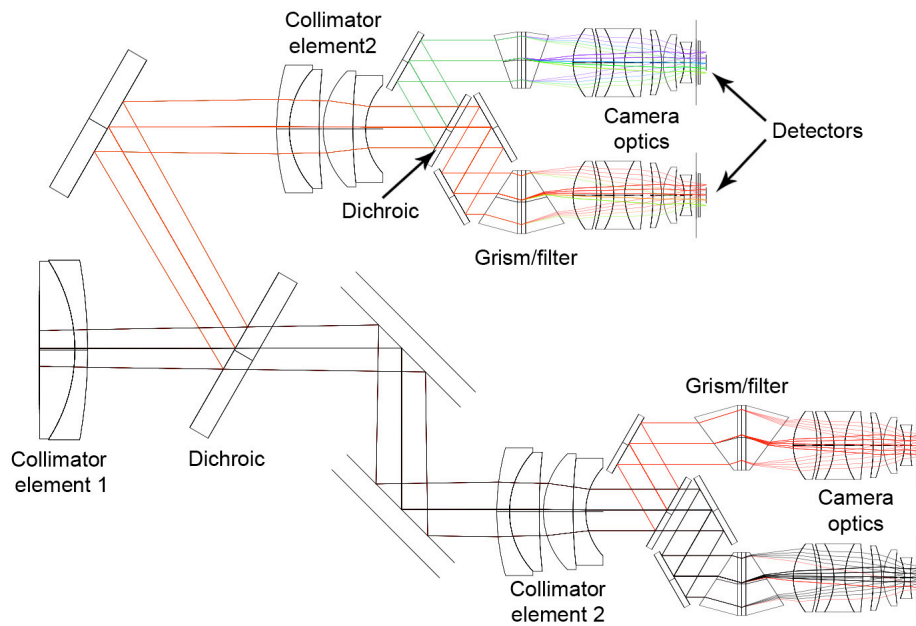 Collimator
element2
Camera
optics
Detectors
Dichroic
Grism/filter
Grism/filter
Collimator
element 1
Dichroic
Camera
optics
Collimator
element 2